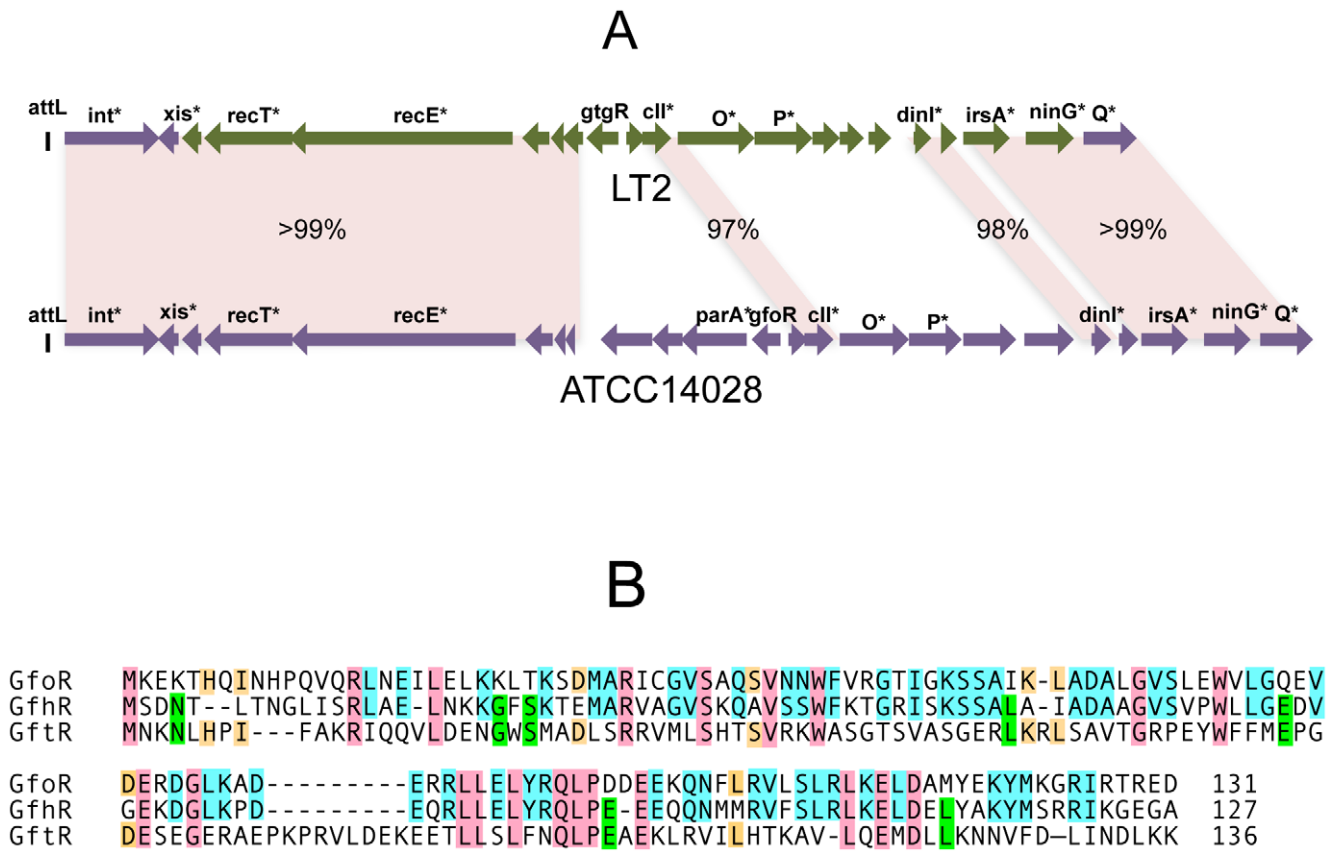 A
attL int* xis* recT* recE* gtgR cII* O* P* dinI* irsA* ninG* Q*
LT2
>99% 97% 98% >99%
attL int* xis* recT* recE* parA* gfoR cII* O* P* dinI* irsA* ninG* Q*
ATCC14028
B
GfoR MKEKTHQINHPQVQRLNEILELKKLTKSDMARICGVSAQSVNNWFVRGTIGKSSAIK-LADALGVSLEWVLGQEV
GfhR MSDNT--LTNGLISRLAE-LNKKGFSKTEMARVAGVSKQAVSSWFKTGRISKSSALA-IADAAGVSVPWLLGEDV
GftR MNKNLHPI---FAKRIQQVLDENGWSMADLSRRVMLSHTSVRKWASGTSVASGERLKRLSAVTGRPEYWFFMEPG
GfoR DERDGLKAD---------ERRLLELYRQLPDDEEKQNFLRVLSLRLKELDAMYEKYMKGRIRTRED 131
GfhR GEKDGLKPD---------EQRLLELYRQLPE-EEQQNMMRVFSLRLKELDELYAKYMSRRIKGEGA 127
GftR DESEGERAEPKPRVLDEKEETLLSLFNQLPEAEKLRVILHTKAV-LQEMDLLKNNVFD—LINDLKK 136